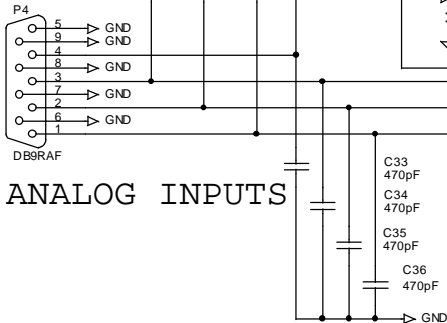 P4
5 GND
9 GND
4
8 GND
3
7 GND
2
6 GND
1
DB9RAF
ANALOG INPUTS
C33
470pF
C34
470pF
C35
470pF
C36
470pF
GND